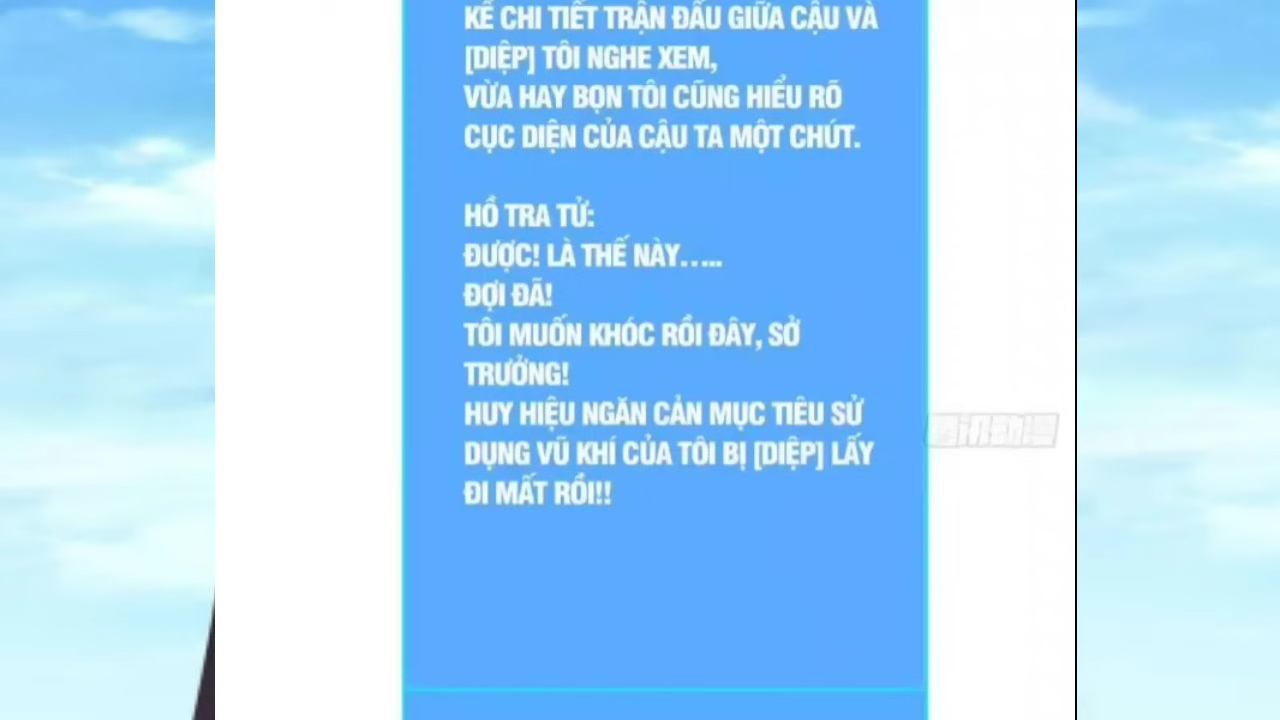 KỂ CHI TIẾT TRẬN ĐẤU GIỮA CẬU VÀ
[DIỆP] TÔI NGHE XEM,
VỪA HAY BỌN TÔI CŨNG HIỂU RÕ
CỤC DIỆN CỦA CẬU TA MỘT CHÚT.
HỒ TRA TỬ:
ĐƯỢC! LÀ THẾ NÀY.....
ĐỢI ĐÃ!
TÔI MUỐN KHÓC RỒI ĐÂY, SỞ
TRƯỞNG!
HUY HIỆU NGĂN CẢN MỤC TIÊU SỬ
DỤNG VŨ KHÍ CỦA TÔI BỊ [DIỆP] LẤY
ĐI MẤT RỒI!!